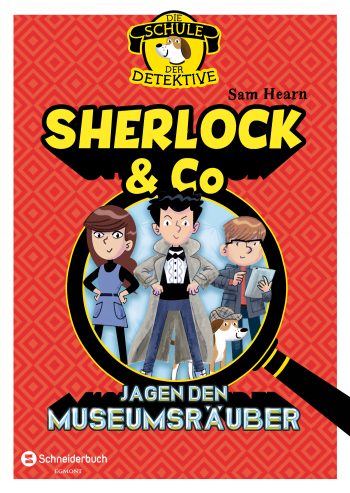 DIE
SCHULE
DER
DETEKTIVE
Sam Hearn
SHERLOCK
& Co
JAGEN DEN
MUSEUMSRÄUBER
Schneiderbuch
EGMONT